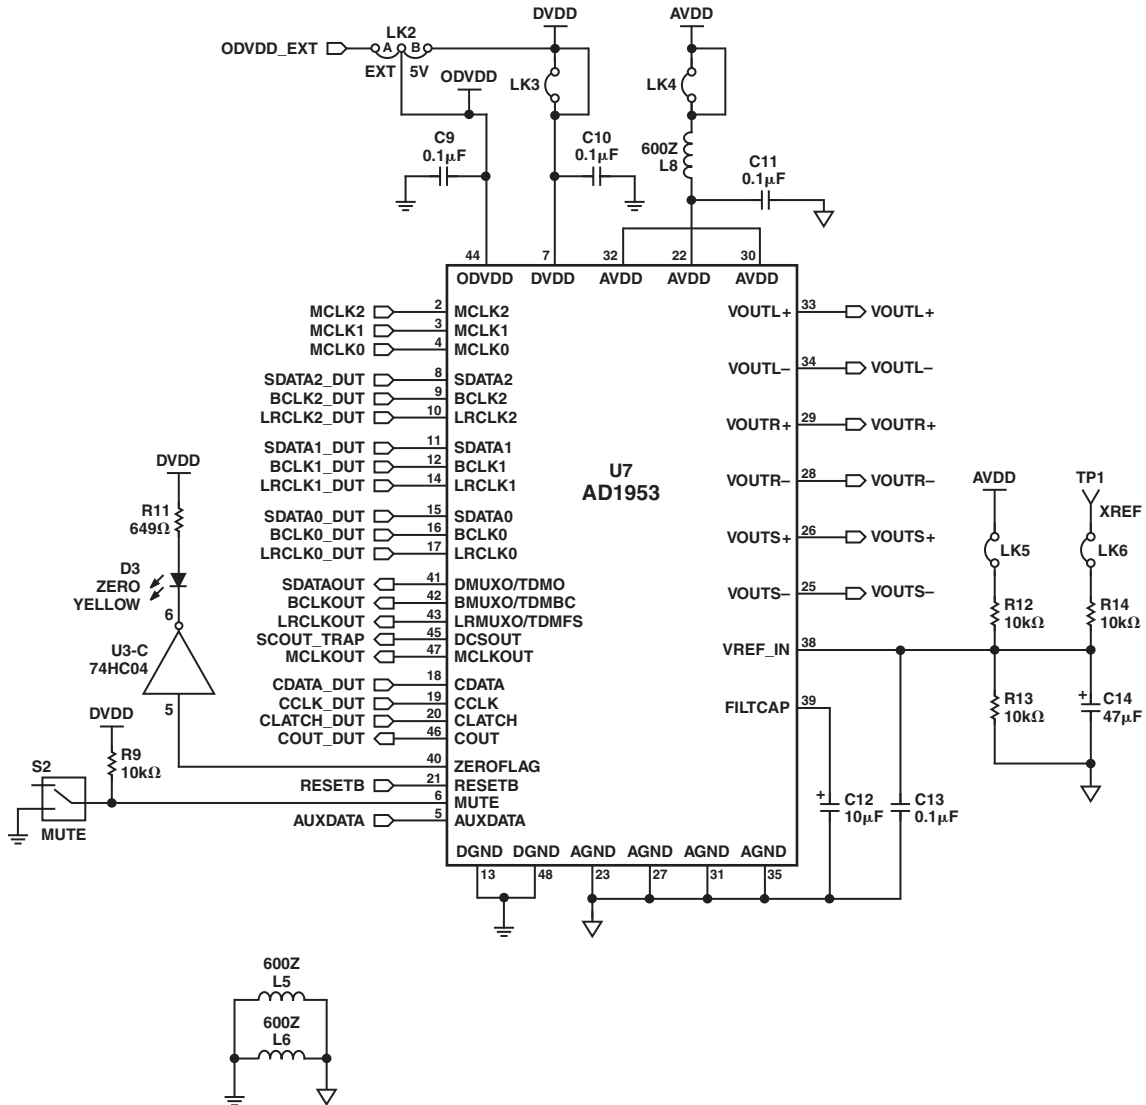 DVDD
AVDD
LK2
ODVDD_EXT
A
B
EXT
5V
ODVDD
LK3
LK4
C9
0.1µF
C10
0.1µF
600Z
L8
C11
0.1µF
44
7
32
22
30
ODVDD
DVDD
AVDD
AVDD
AVDD
MCLK2
2
MCLK2
MCLK1
3
MCLK1
MCLK0
4
MCLK0
SDATA2_DUT
8
SDATA2
BCLK2_DUT
9
BCLK2
LRCLK2_DUT
10
LRCLK2
SDATA1_DUT
11
SDATA1
BCLK1_DUT
12
BCLK1
LRCLK1_DUT
14
LRCLK1
SDATA0_DUT
15
SDATA0
BCLK0_DUT
16
BCLK0
LRCLK0_DUT
17
LRCLK0
SDATAOUT
41
DMUXO/TDMO
BCLKOUT
42
BMUXO/TDMBC
LRCLKOUT
43
LRMUXO/TDMFS
SCOUT_TRAP
45
DCSOUT
MCLKOUT
47
MCLKOUT
CDATA_DUT
18
CDATA
CCLK_DUT
19
CCLK
CLATCH_DUT
20
CLATCH
COUT_DUT
46
COUT
40
ZEROFLAG
RESETB
21
RESETB
6
MUTE
AUXDATA
5
AUXDATA
U7
AD1953
VOUTL+
33
VOUTL+
VOUTL–
34
VOUTL–
VOUTR+
29
VOUTR+
VOUTR–
28
VOUTR–
VOUTS+
26
VOUTS+
VOUTS–
25
VOUTS–
VREF_IN
38
FILTCAP
39
DVDD
R11
649Ω
D3
ZERO
YELLOW
6
U3-C
74HC04
5
DVDD
R9
10kΩ
S2
MUTE
AVDD
TP1
XREF
LK5
LK6
R12
10kΩ
R14
10kΩ
R13
10kΩ
+
C14
47µF
+
C12
10µF
C13
0.1µF
DGND
DGND
AGND
AGND
AGND
AGND
13
48
23
27
31
35
600Z
L5
600Z
L6